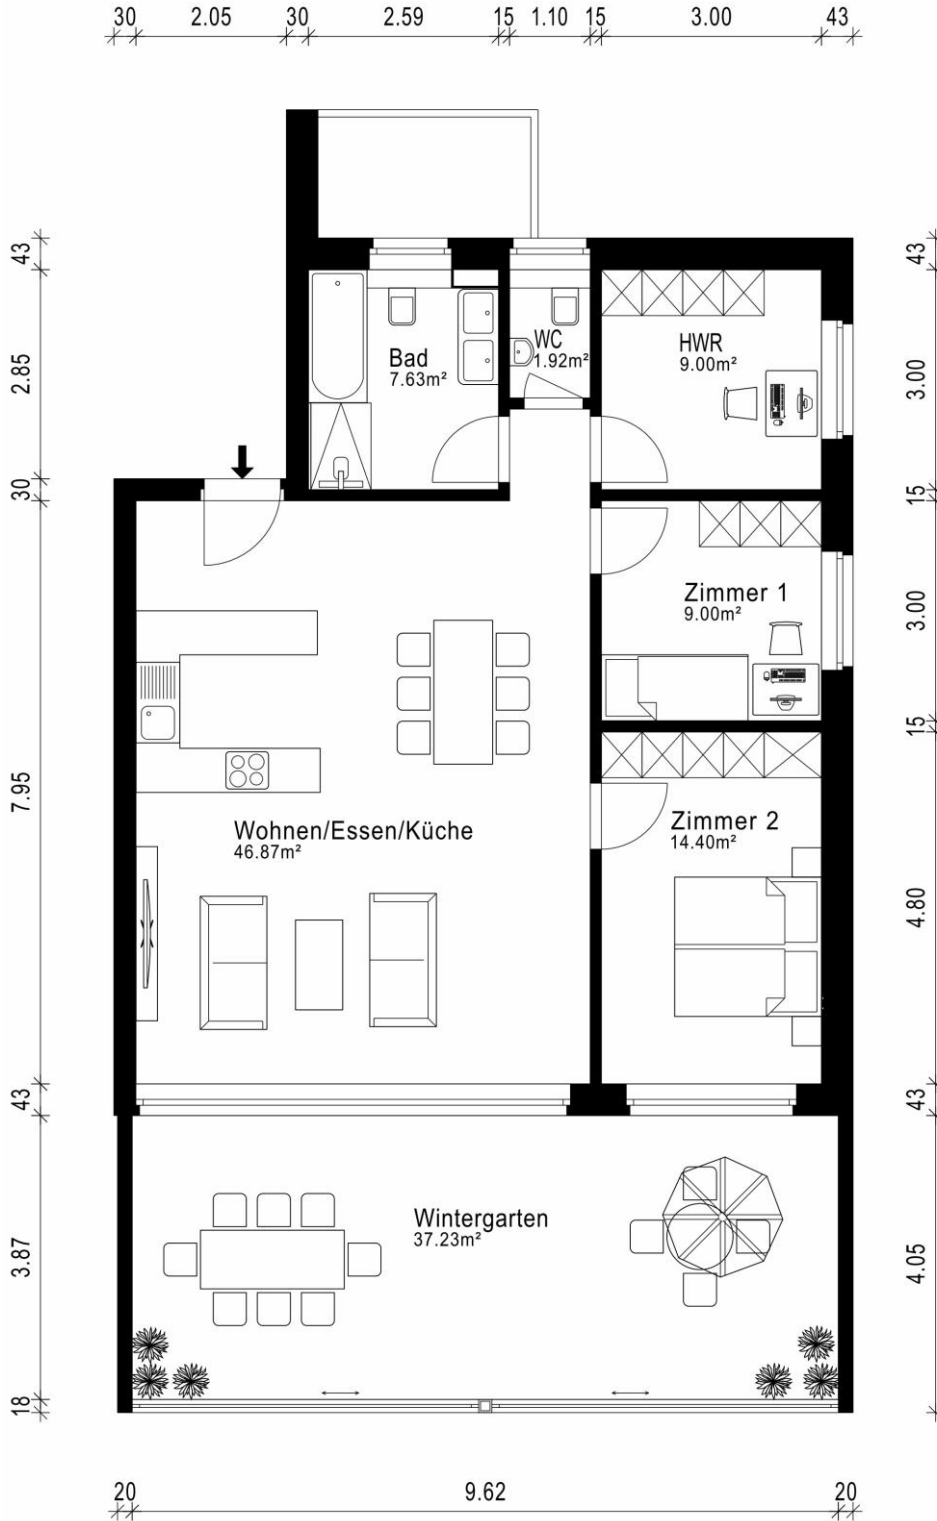 30 2.05 30 2.59 15 1.10 15 3.00 43
43
2.85
30
7.95
43
3.87
18
Bad
7.63m²
WC
1.92m²
HWR
9.00m²
Zimmer 1
9.00m²
Wohnen/Essen/Küche
46.87m²
Zimmer 2
14.40m²
Wintergarten
37.23m²
43
3.00
15
3.00
15
4.80
43
4.05
20 9.62 20